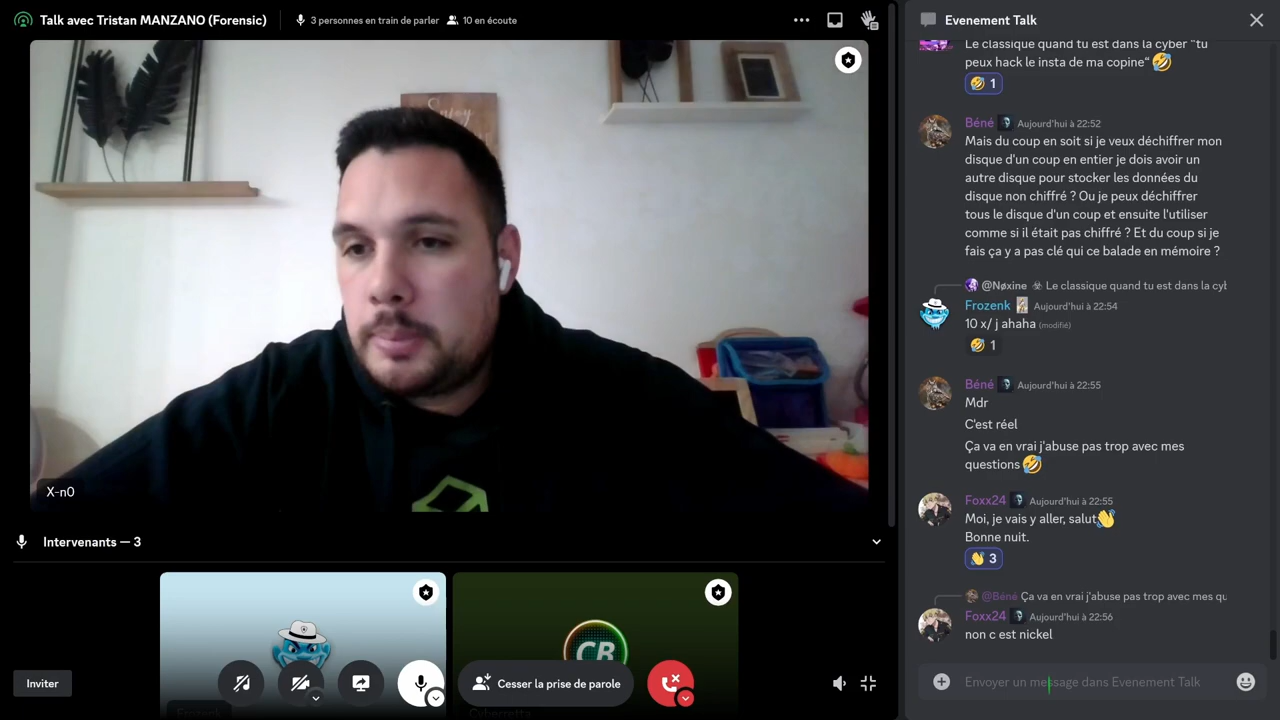 Talk avec Tristan MANZANO (Forensic)
3 personnes en train de parler
10 en écoute
Enjoy
X-n0
Intervenants — 3
CB
Inviter
Cesser la prise de parole
Evenement Talk
Le classique quand tu est dans la cyber "tu
peux hack le insta de ma copine" 🤣
🤣 1
Béné Aujourd'hui à 22:52
Mais du coup en soit si je veux déchiffrer mon
disque d'un coup en entier je dois avoir un
autre disque pour stocker les données du
disque non chiffré ? Ou je peux déchiffrer
tous le disque d'un coup et ensuite l'utiliser
comme si il était pas chiffré ? Et du coup si je
fais ça y a pas clé qui ce balade en mémoire ?
@Nøxine ☣ Le classique quand tu est dans la cyb
Frozenk Aujourd'hui à 22:54
10 x/ j ahaha (modifié)
🤣 1
Béné Aujourd'hui à 22:55
Mdr
C'est réel
Ça va en vrai j'abuse pas trop avec mes
questions 🤣
Foxx24 Aujourd'hui à 22:55
Moi, je vais y aller, salut👋
Bonne nuit.
👋 3
@Béné Ça va en vrai j'abuse pas trop avec mes qu
Foxx24 Aujourd'hui à 22:56
non c est nickel
Envoyer un message dans Evenement Talk